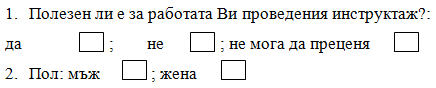 1. Полезен ли е за работата Ви проведения инструктаж?:
да ; не ; не мога да преценя
2. Пол: мъж ; жена